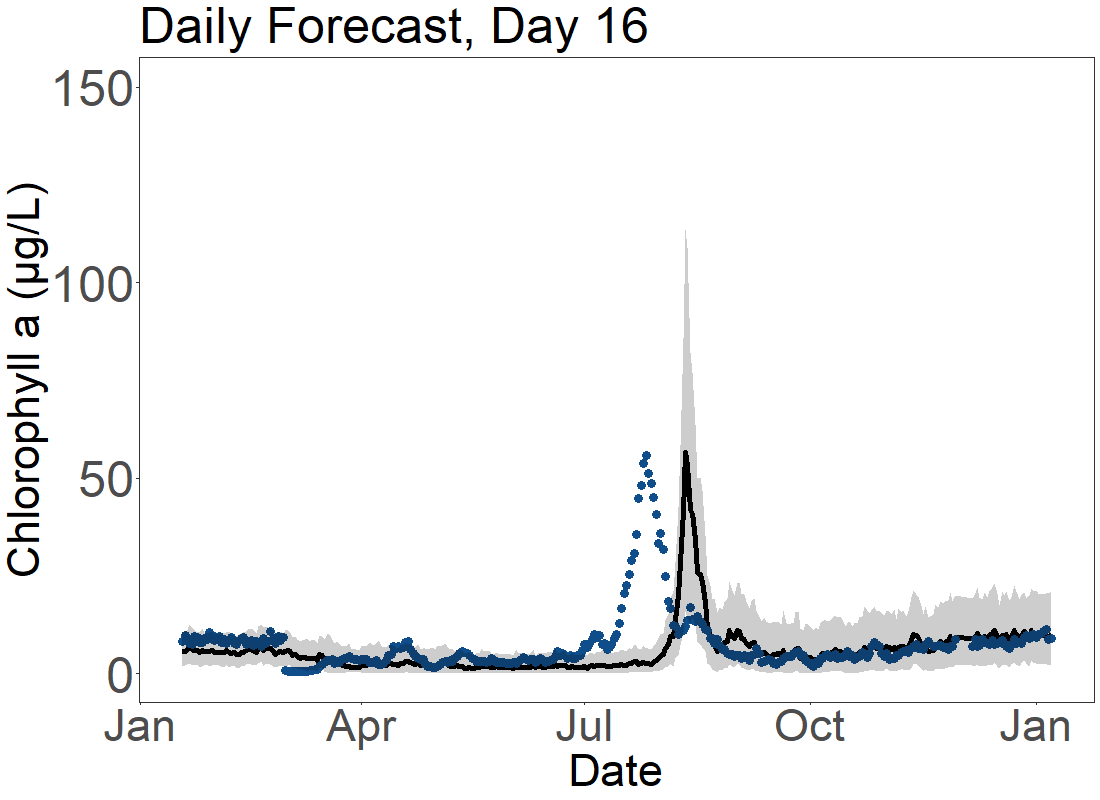 Daily Forecast, Day 16
Chlorophyll a (µg/L)
150
100
50
0
Jan Apr Jul Oct Jan
Date